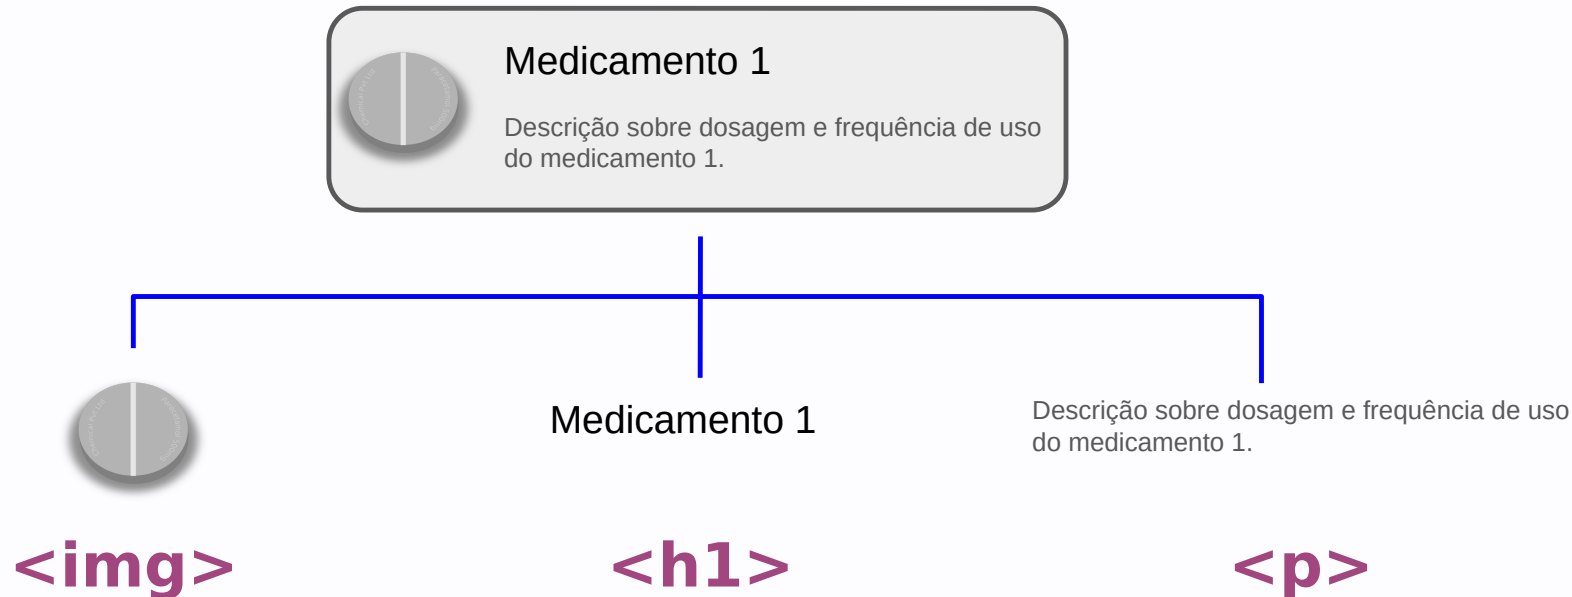 Medicamento 1
Descrição sobre dosagem e frequência de uso
do medicamento 1.
Medicamento 1
Descrição sobre dosagem e frequência de uso
do medicamento 1.
<img>
<h1>
<p>